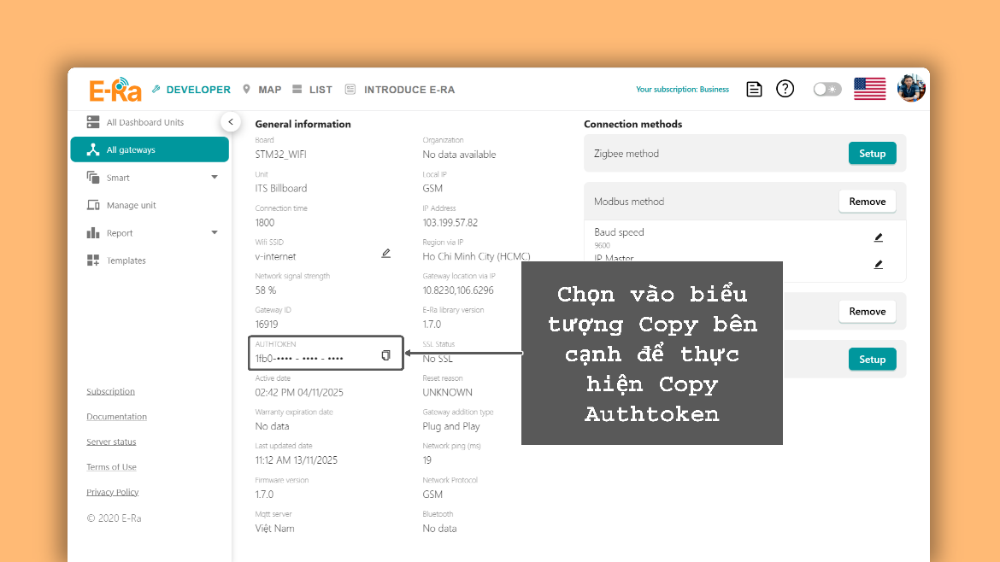 E-Ra
DEVELOPER
MAP
LIST
INTRODUCE E-RA
Your subscription: Business
All Dashboard Units
All gateways
Smart
Manage unit
Report
Templates
Subscription
Documentation
Server status
Terms of Use
Privacy Policy
© 2020 E-Ra
General information
Board
STM32_WIFI
Unit
ITS Billboard
Connection time
1800
Wifi SSID
v-internet
Network signal strength
58 %
Gateway ID
16919
AUTHTOKEN
1fb0-•••• - •••• - ••••
Active date
02:42 PM 04/11/2025
Warranty expiration date
No data
Last updated date
11:12 AM 13/11/2025
Firmware version
1.7.0
Mqtt server
Việt Nam
Organization
No data available
Local IP
GSM
IP Address
103.199.57.82
Region via IP
Ho Chi Minh City (HCMC)
Gateway location via IP
10.8230,106.6296
E-Ra library version
1.7.0
SSL Status
No SSL
Reset reason
UNKNOWN
Gateway addition type
Plug and Play
Network ping (ms)
19
Network Protocol
GSM
Bluetooth
No data
Connection methods
Zigbee method
Setup
Modbus method
Remove
Baud speed
9600
IP Master
Remove
Setup
Chọn vào biểu
tượng Copy bên
cạnh để thực
hiện Copy
Authtoken